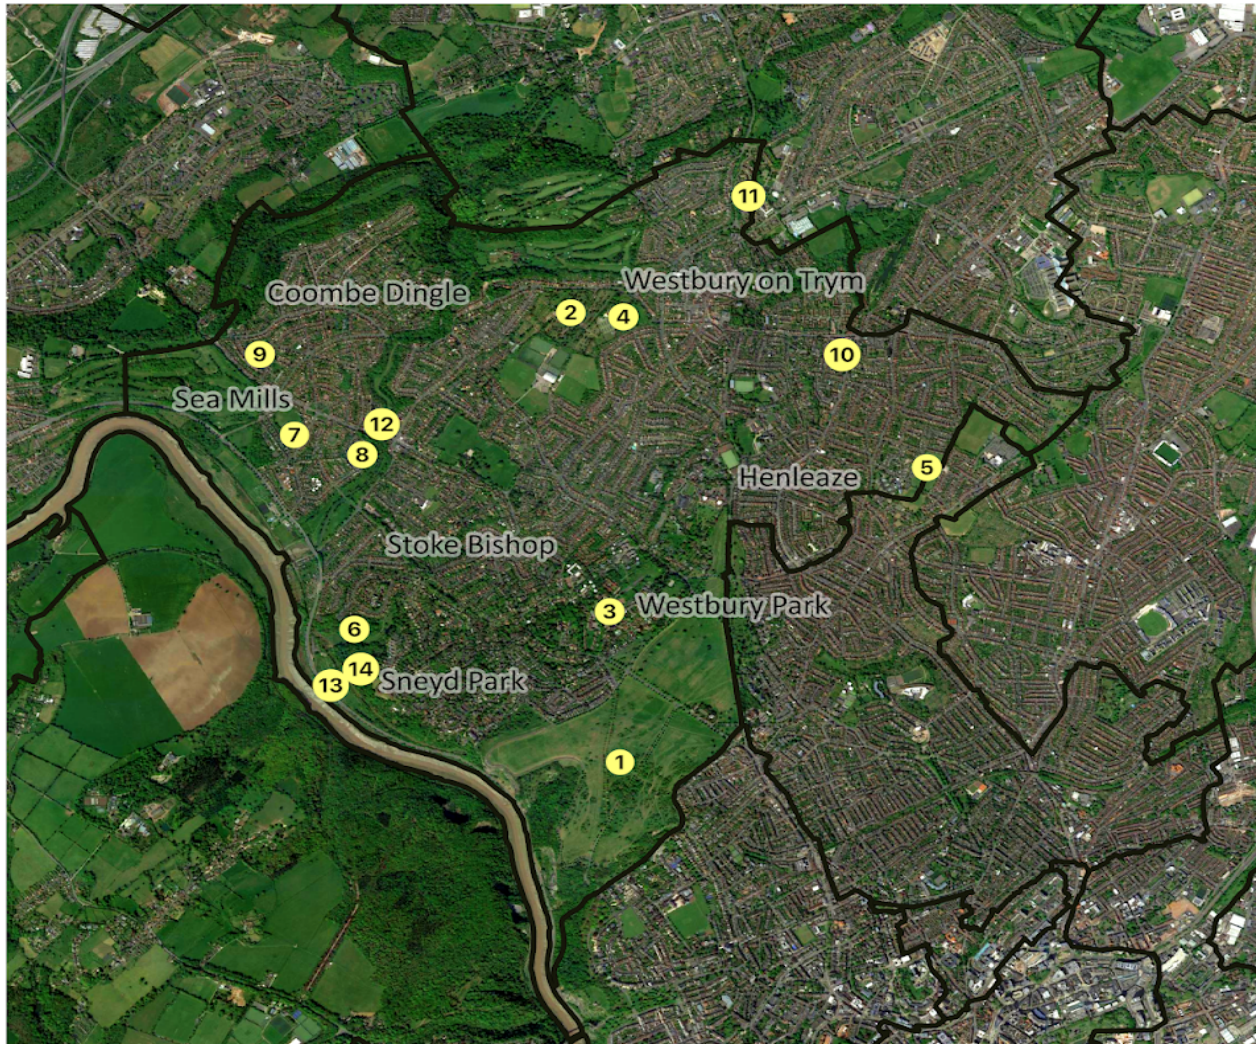 11
Westbury on Trym
Coombe Dingle
2
4
9
10
Sea Mills
12
7
8
5
Henleaze
Stoke Bishop
3
Westbury Park
6
14
Sneyd Park
13
1